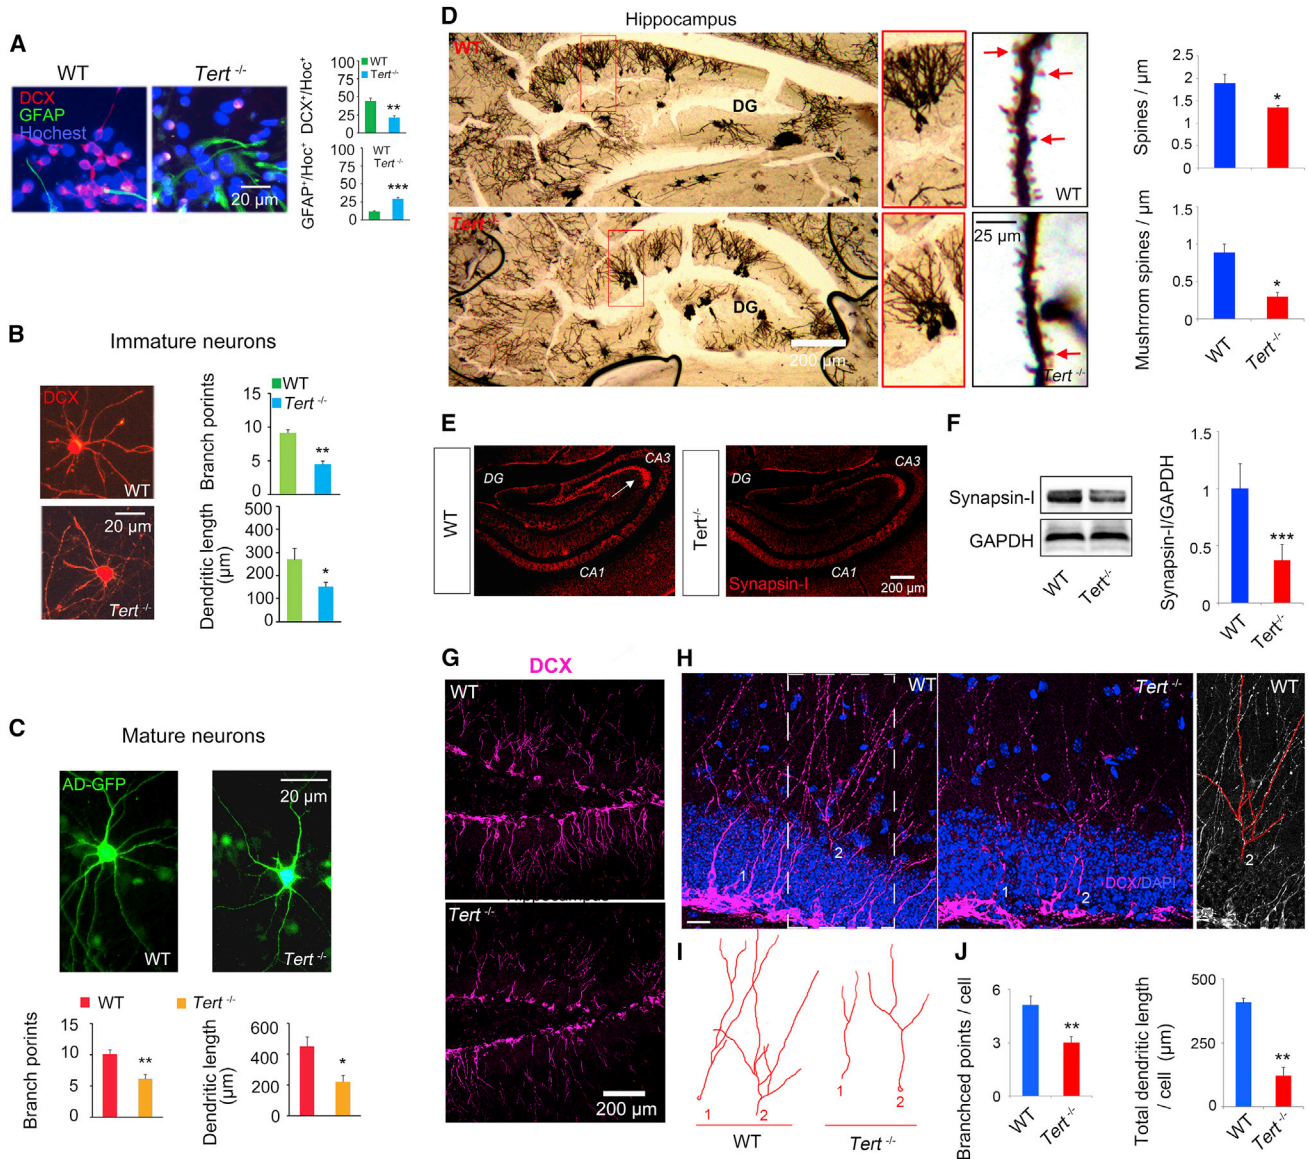 A
WT
Tert -/-
DCX
GFAP
Hochest
20 µm
WT
Tert -/-
DCX+/Hoc+
100
75
50
25
0
**
WT
Tert -/-
GFAP+/Hoc+
100
75
50
25
0
***
B
Immature neurons
DCX
WT
20 µm
Tert -/-
WT
Tert -/-
Branch porints
15
10
5
0
**
Dendritic length
(µm)
500
400
300
200
100
0
*
C
Mature neurons
AD-GFP
WT
20 µm
Tert -/-
WT
Tert -/-
Branch porints
15
10
5
0
**
Dendritic length
(µm)
600
400
200
0
*
D
Hippocampus
WT
DG
WT
Tert -/-
DG
200 µm
25 µm
Tert -/-
Spines / µm
2.5
2
1.5
1
0.5
0
*
Mushrrom spines / µm
1.5
1
0.5
0
*
WT
Tert -/-
E
WT
DG
CA3
CA1
Tert-/-
DG
CA3
CA1
Synapsin-I
200 µm
F
Synapsin-I
GAPDH
WT
Tert-/-
Synapsin-I/GAPDH
1.5
1
0.5
0
***
WT
Tert-/-
G
DCX
WT
Tert -/-
200 µm
H
WT
1
2
Tert -/-
1
2
DCX/DAPI
WT
2
I
1
2
WT
1
2
Tert -/-
J
Branchced points / cell
6
3
0
**
WT
Tert -/-
Total dendritic length
/ cell (µm)
500
250
0
**
WT
Tert -/-